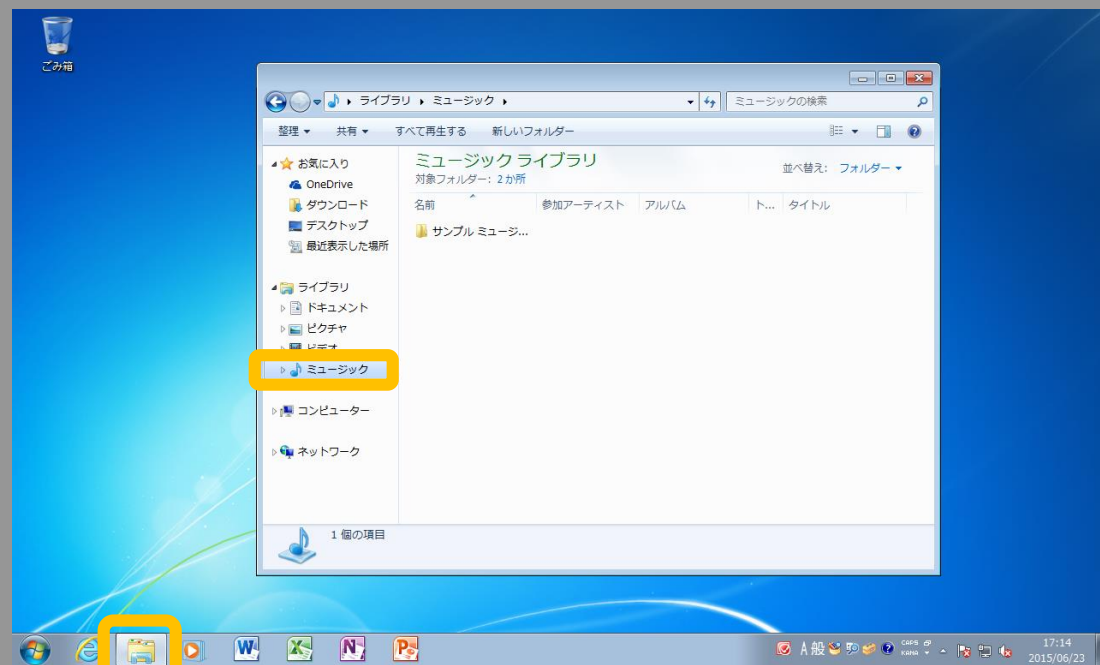 ごみ箱
ライブラリ ミュージック
ミュージックの検索
整理 共有 すべて再生する 新しいフォルダー
お気に入り
OneDrive
ダウンロード
デスクトップ
最近表示した場所
ライブラリ
ドキュメント
ピクチャ
ビデオ
ミュージック
コンピューター
ネットワーク
ミュージック ライブラリ
対象フォルダー: 2 か所
並べ替え: フォルダー
名前 参加アーティスト アルバム ト... タイトル
サンプル ミュージ...
1 個の項目
A 般
CAPS
KANA
17:14
2015/06/23